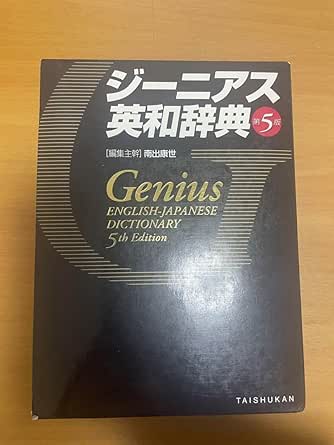 ジーニアス
英和辞典 第5版
[編集主幹] 南出康世
Genius
ENGLISH-JAPANESE
DICTIONARY
5th Edition
TAISHUKAN